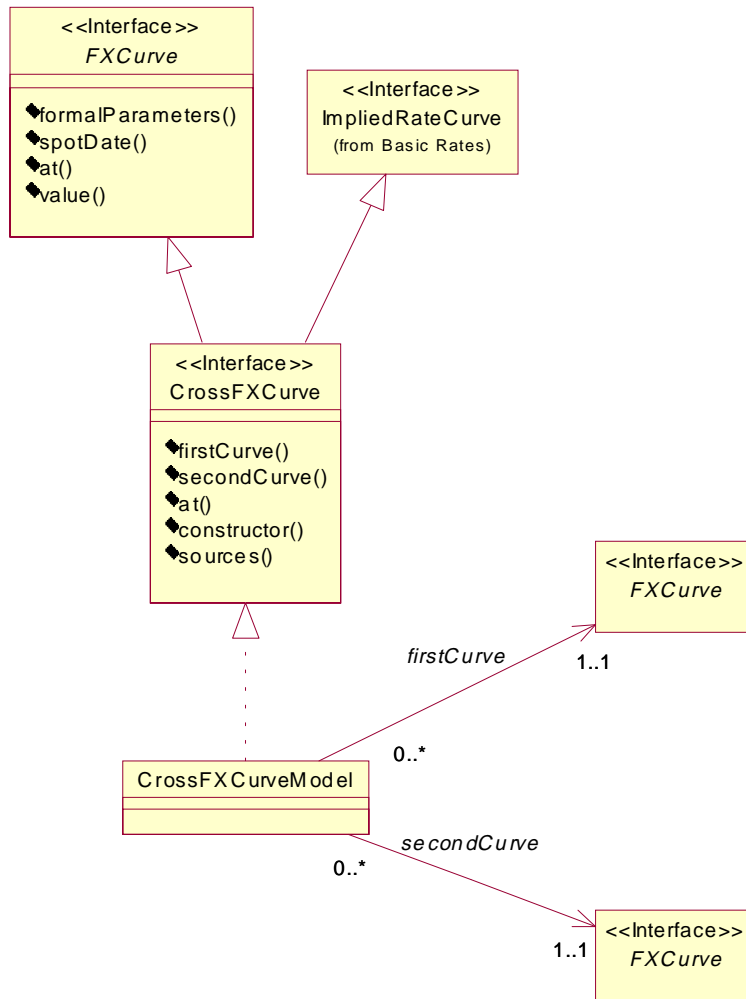 <<Interface>>
FXCurve
formalParameters()
spotDate()
at()
value()
<<Interface>>
ImpliedRateCurve
(from Basic Rates)
<<Interface>>
CrossFXCurve
firstCurve()
secondCurve()
at()
constructor()
sources()
<<Interface>>
FXCurve
firstCurve
1..1
0..*
CrossFXCurveModel
secondCurve
0..*
1..1
<<Interface>>
FXCurve